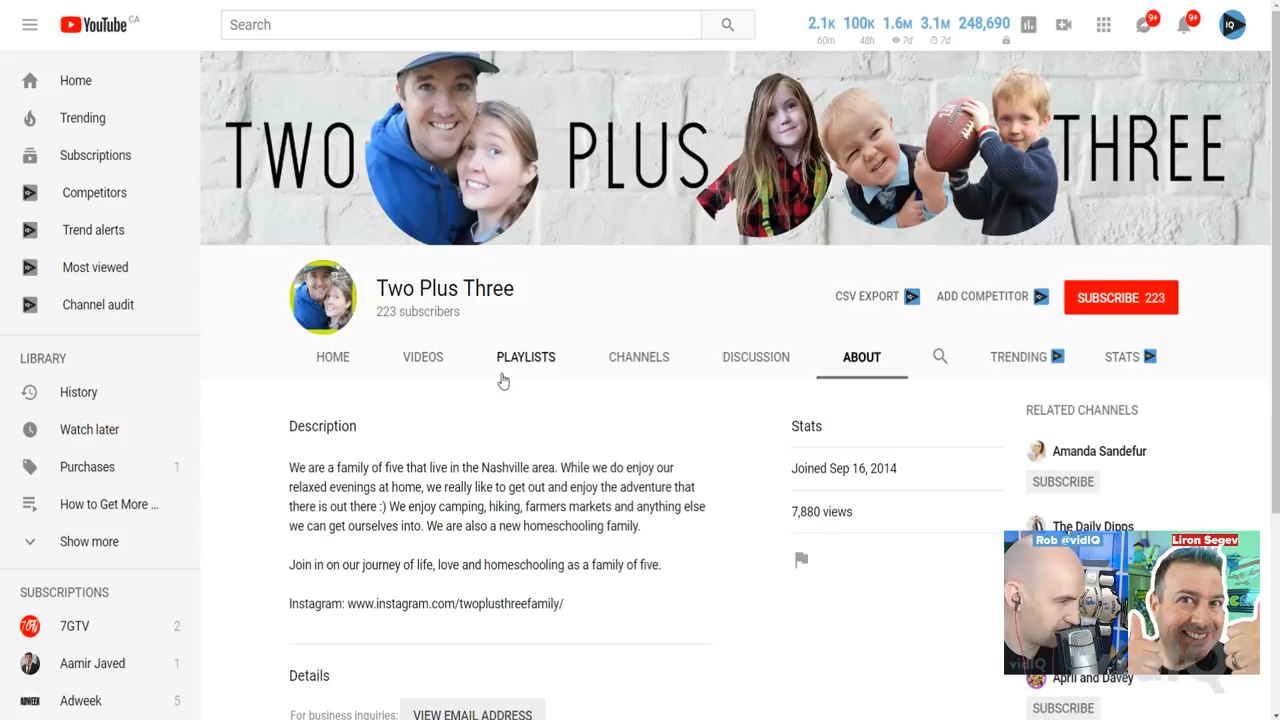 YouTube CA
Search
2.1K 100K 1.6M 3.1M 248,690
60m 48h 7d 7d
9+ 9+
IQ
Home
Trending
Subscriptions
Competitors
Trend alerts
Most viewed
Channel audit
LIBRARY
History
Watch later
Purchases 1
How to Get More ...
Show more
SUBSCRIPTIONS
7GTV 2
Aamir Javed 1
ADWEEK Adweek 5
TWO PLUS THREE
Two Plus Three
223 subscribers
CSV EXPORT
ADD COMPETITOR
SUBSCRIBE 223
HOME VIDEOS PLAYLISTS CHANNELS DISCUSSION ABOUT TRENDING STATS
Description
We are a family of five that live in the Nashville area. While we do enjoy our
relaxed evenings at home, we really like to get out and enjoy the adventure that
there is out there :) We enjoy camping, hiking, farmers markets and anything else
we can get ourselves into. We are also a new homeschooling family.
Join in on our journey of life, love and homeschooling as a family of five.
Instagram: www.instagram.com/twoplusthreefamily/
Details
For business inquiries: VIEW EMAIL ADDRESS
Stats
Joined Sep 16, 2014
7,880 views
RELATED CHANNELS
Amanda Sandefur
SUBSCRIBE
The Daily Dipps
Rob @vidIQ
Liron Segev
vidIQ
April and Davey
SUBSCRIBE